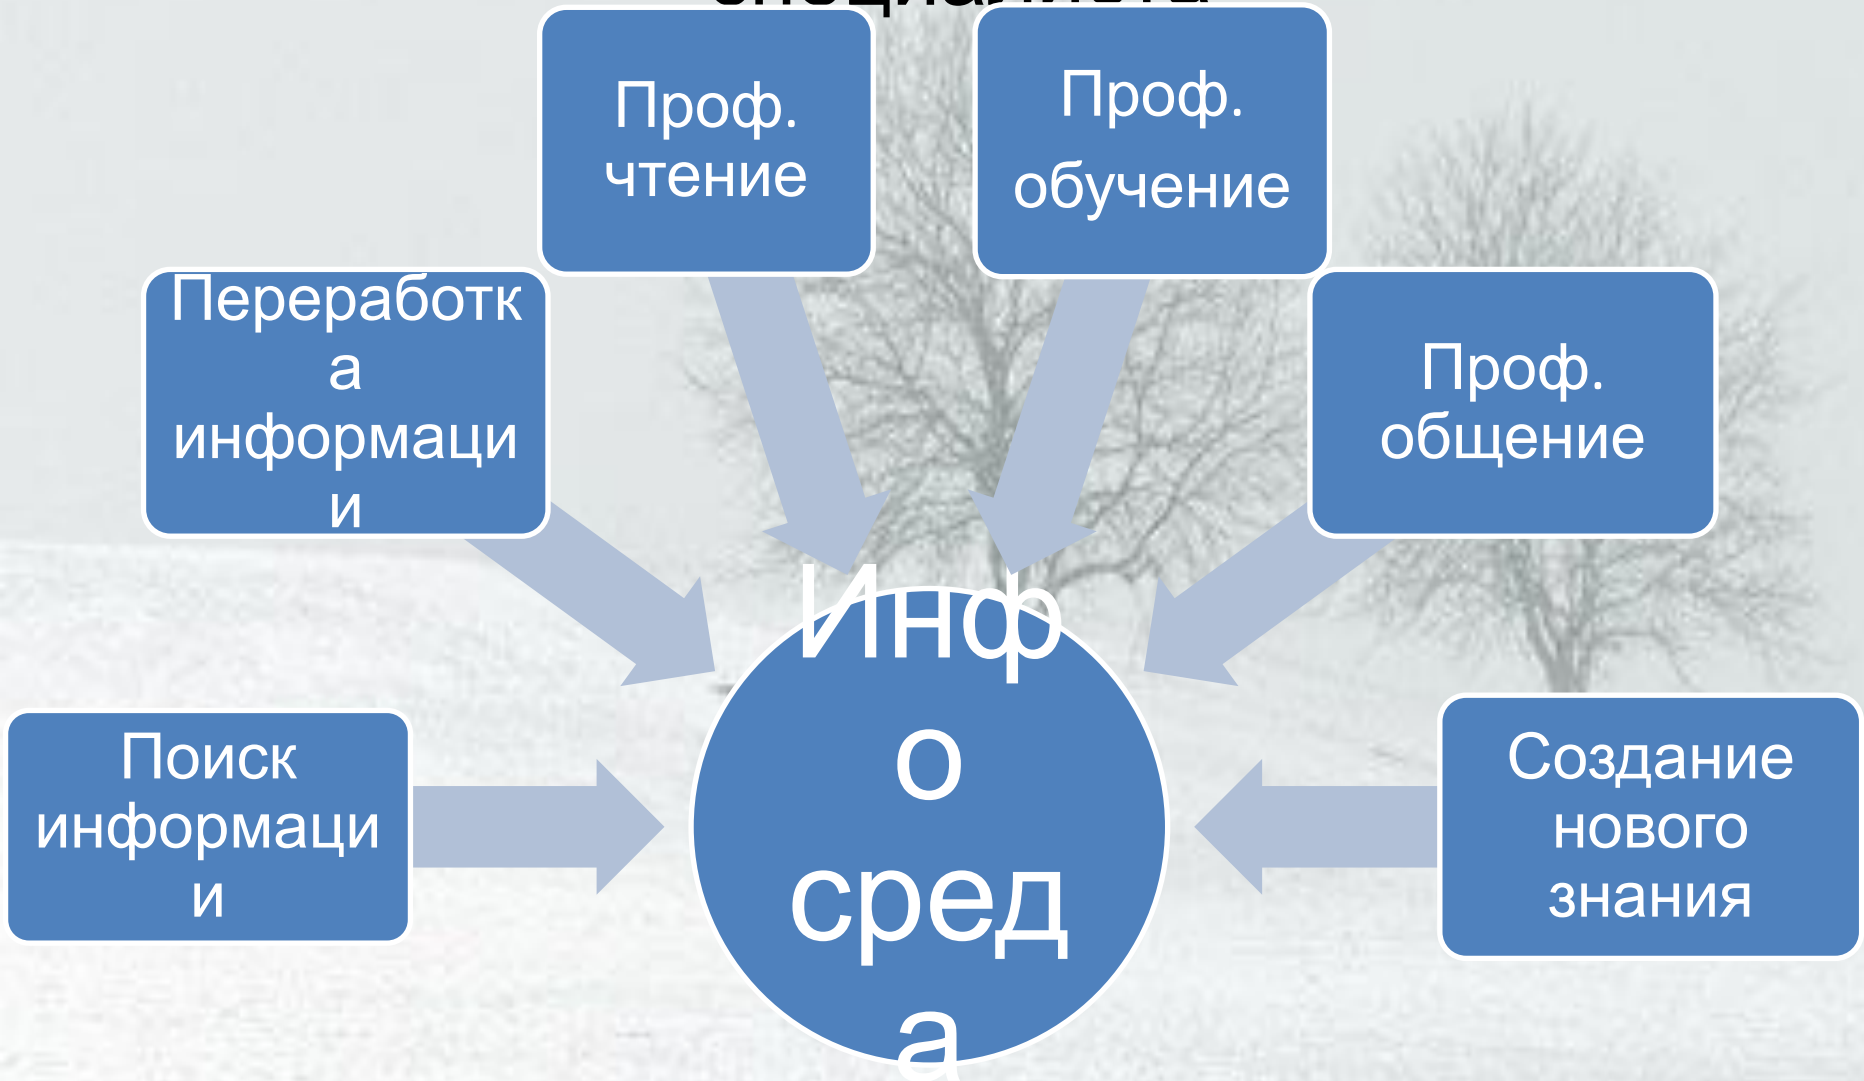 Проф.
чтение
Проф.
обучение
Переработк
а
информаци
и
Проф.
общение
Поиск
информаци
и
Инф
о
сред
а
Создание
нового
знания